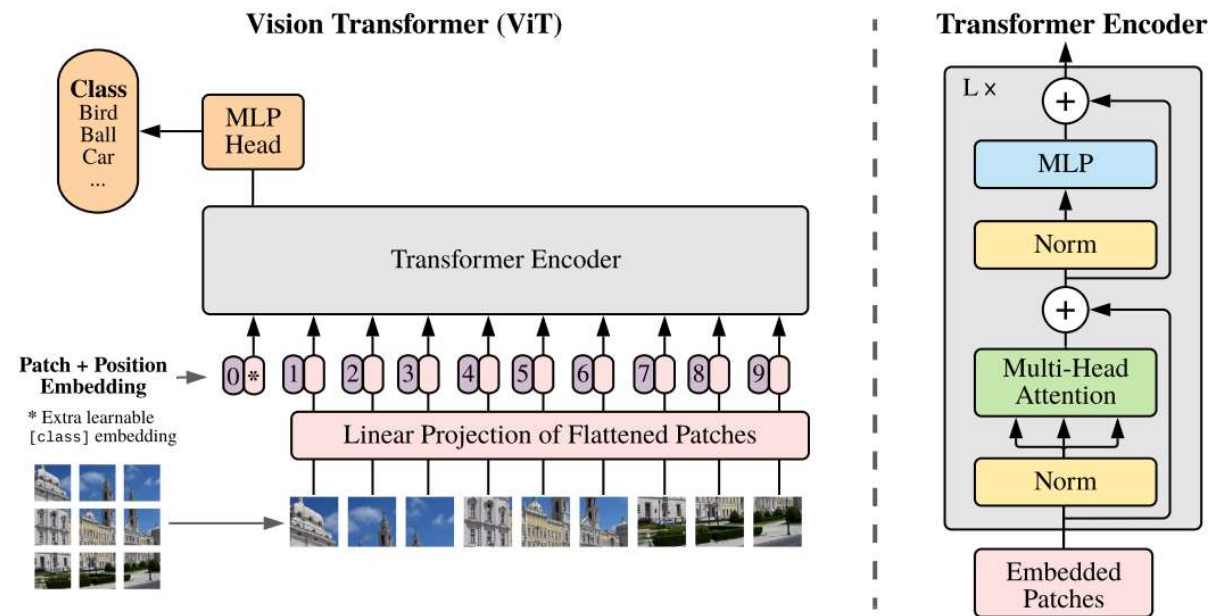 Vision Transformer (ViT)
Class
Bird
Ball
Car
...
MLP
Head
Transformer Encoder
Patch + Position
Embedding
0 * 1 2 3 4 5 6 7 8 9
* Extra learnable
[class] embedding
Linear Projection of Flattened Patches
Transformer Encoder
L ×
+
MLP
Norm
+
Multi-Head
Attention
Norm
Embedded
Patches